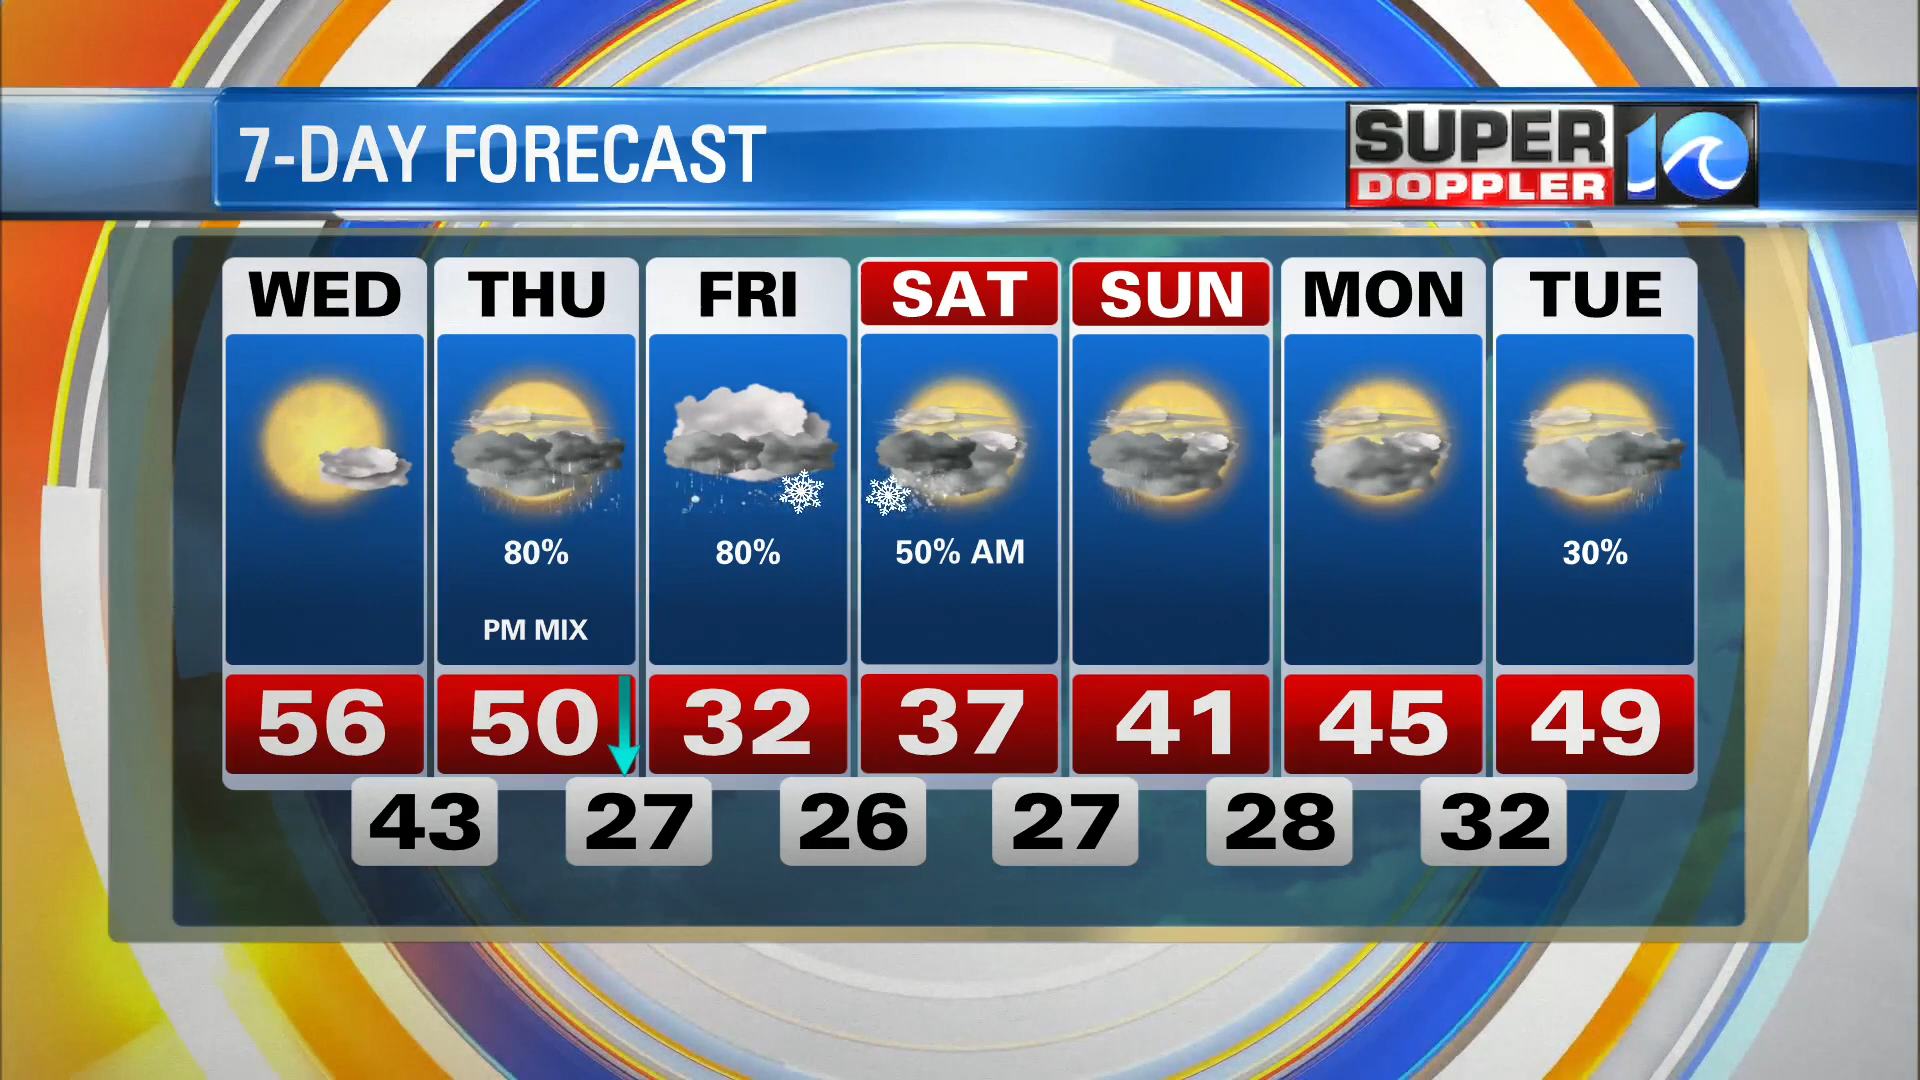 7-DAY FORECAST
SUPER
DOPPLER
10
WED THU FRI SAT SUN MON TUE
80% 80% 50% AM 30%
PM MIX
56 50 32 37 41 45 49
43 27 26 27 28 32